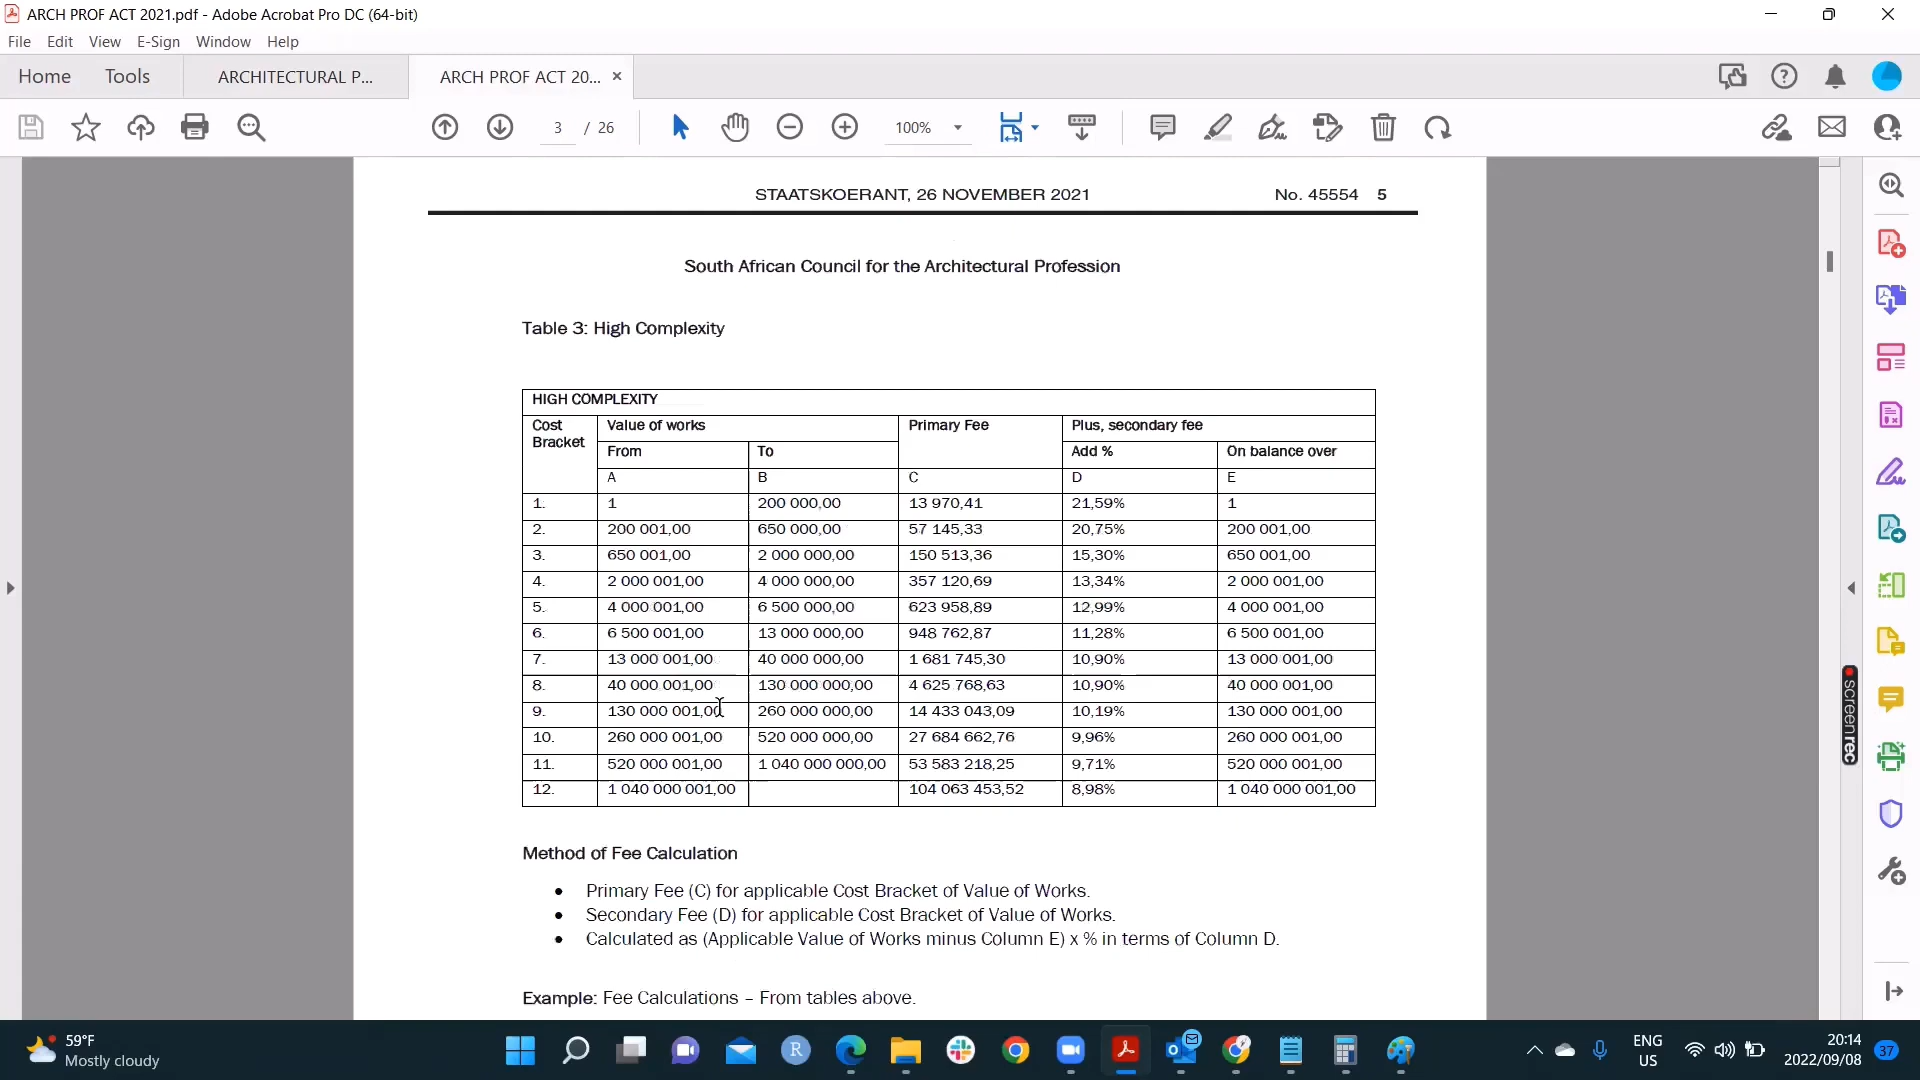 ARCH PROF ACT 2021.pdf - Adobe Acrobat Pro DC (64-bit)
File Edit View E-Sign Window Help
Home Tools ARCHITECTURAL P... ARCH PROF ACT 20... ×
3 / 26 100%
STAATSKOERANT, 26 NOVEMBER 2021 No. 45554 5
South African Council for the Architectural Profession
Table 3: High Complexity
HIGH COMPLEXITY
Cost Bracket Value of works Primary Fee Plus, secondary fee
From To Add % On balance over
A B C D E
1. 1 200 000,00 13 970,41 21,59% 1
2. 200 001,00 650 000,00 57 145,33 20,75% 200 001,00
3. 650 001,00 2 000 000,00 150 513,36 15,30% 650 001,00
4. 2 000 001,00 4 000 000,00 357 120,69 13,34% 2 000 001,00
5. 4 000 001,00 6 500 000,00 623 958,89 12,99% 4 000 001,00
6. 6 500 001,00 13 000 000,00 948 762,87 11,28% 6 500 001,00
7. 13 000 001,00 40 000 000,00 1 681 745,30 10,90% 13 000 001,00
8. 40 000 001,00 130 000 000,00 4 625 768,63 10,90% 40 000 001,00
9. 130 000 001,00 260 000 000,00 14 433 043,09 10,19% 130 000 001,00
10. 260 000 001,00 520 000 000,00 27 684 662,76 9,96% 260 000 001,00
11. 520 000 001,00 1 040 000 000,00 53 583 218,25 9,71% 520 000 001,00
12. 1 040 000 001,00 104 063 453,52 8,98% 1 040 000 001,00
Method of Fee Calculation
• Primary Fee (C) for applicable Cost Bracket of Value of Works.
• Secondary Fee (D) for applicable Cost Bracket of Value of Works.
• Calculated as (Applicable Value of Works minus Column E) x % in terms of Column D.
Example: Fee Calculations – From tables above.
screenrec
59°F
Mostly cloudy
R
ENG
US
20:14
2022/09/08
37